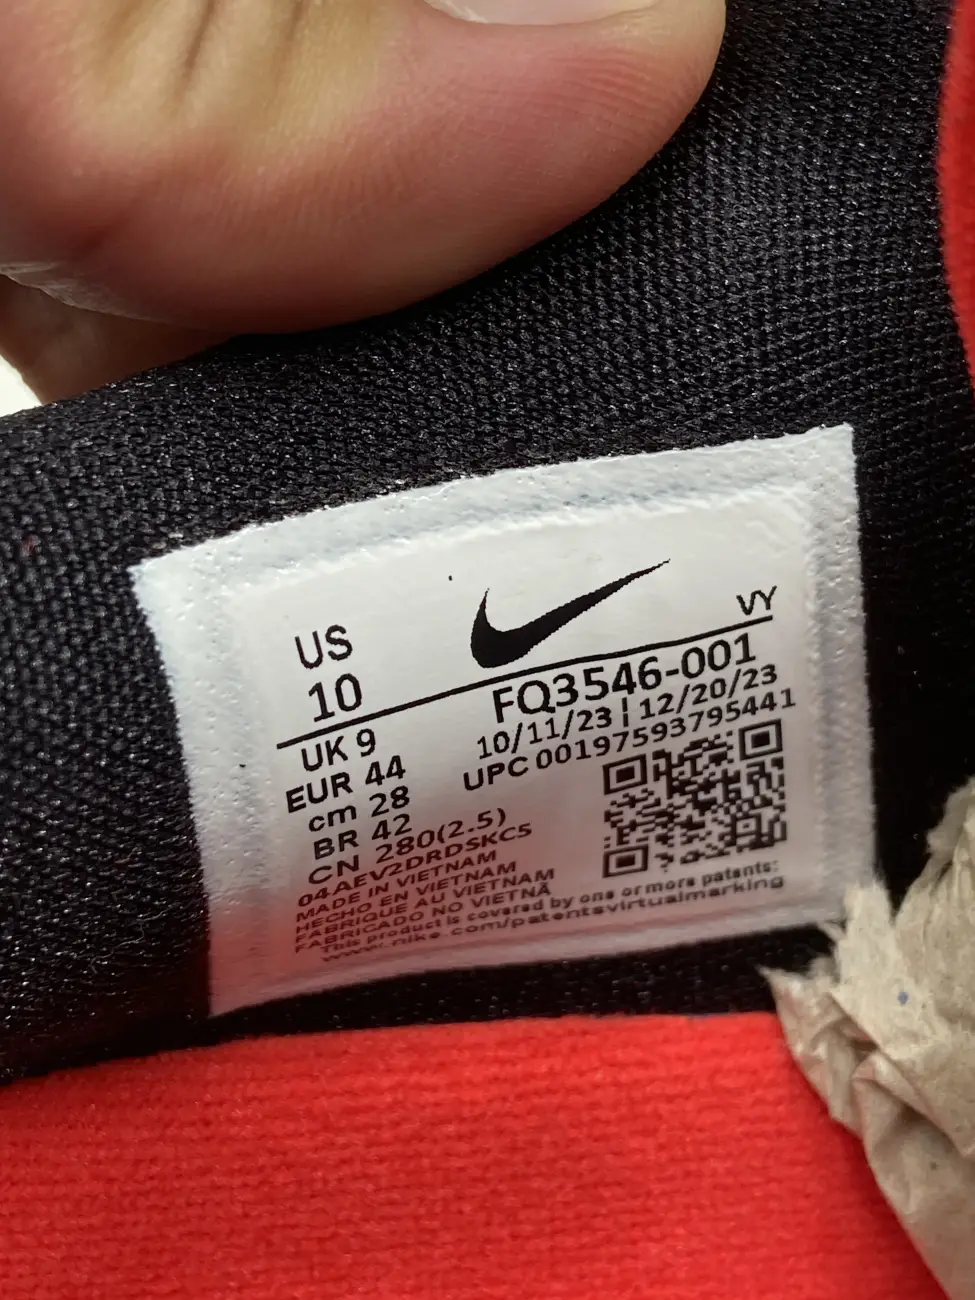 US
10
VY
UK 9
EUR 44
cm 28
BR 42
CN 280(2.5)
FQ3546-001
10/11/23 | 12/20/23
UPC 00197593795441
04AEV2DRDSKC5
MADE IN VIETNAM
HECHO EN VIETNAM
FABRIQUE AU VIETNAM
FABRICADO NO VIETNÃ
This product is covered by one or more patents:
www.nike.com/patentsvirtualmarking